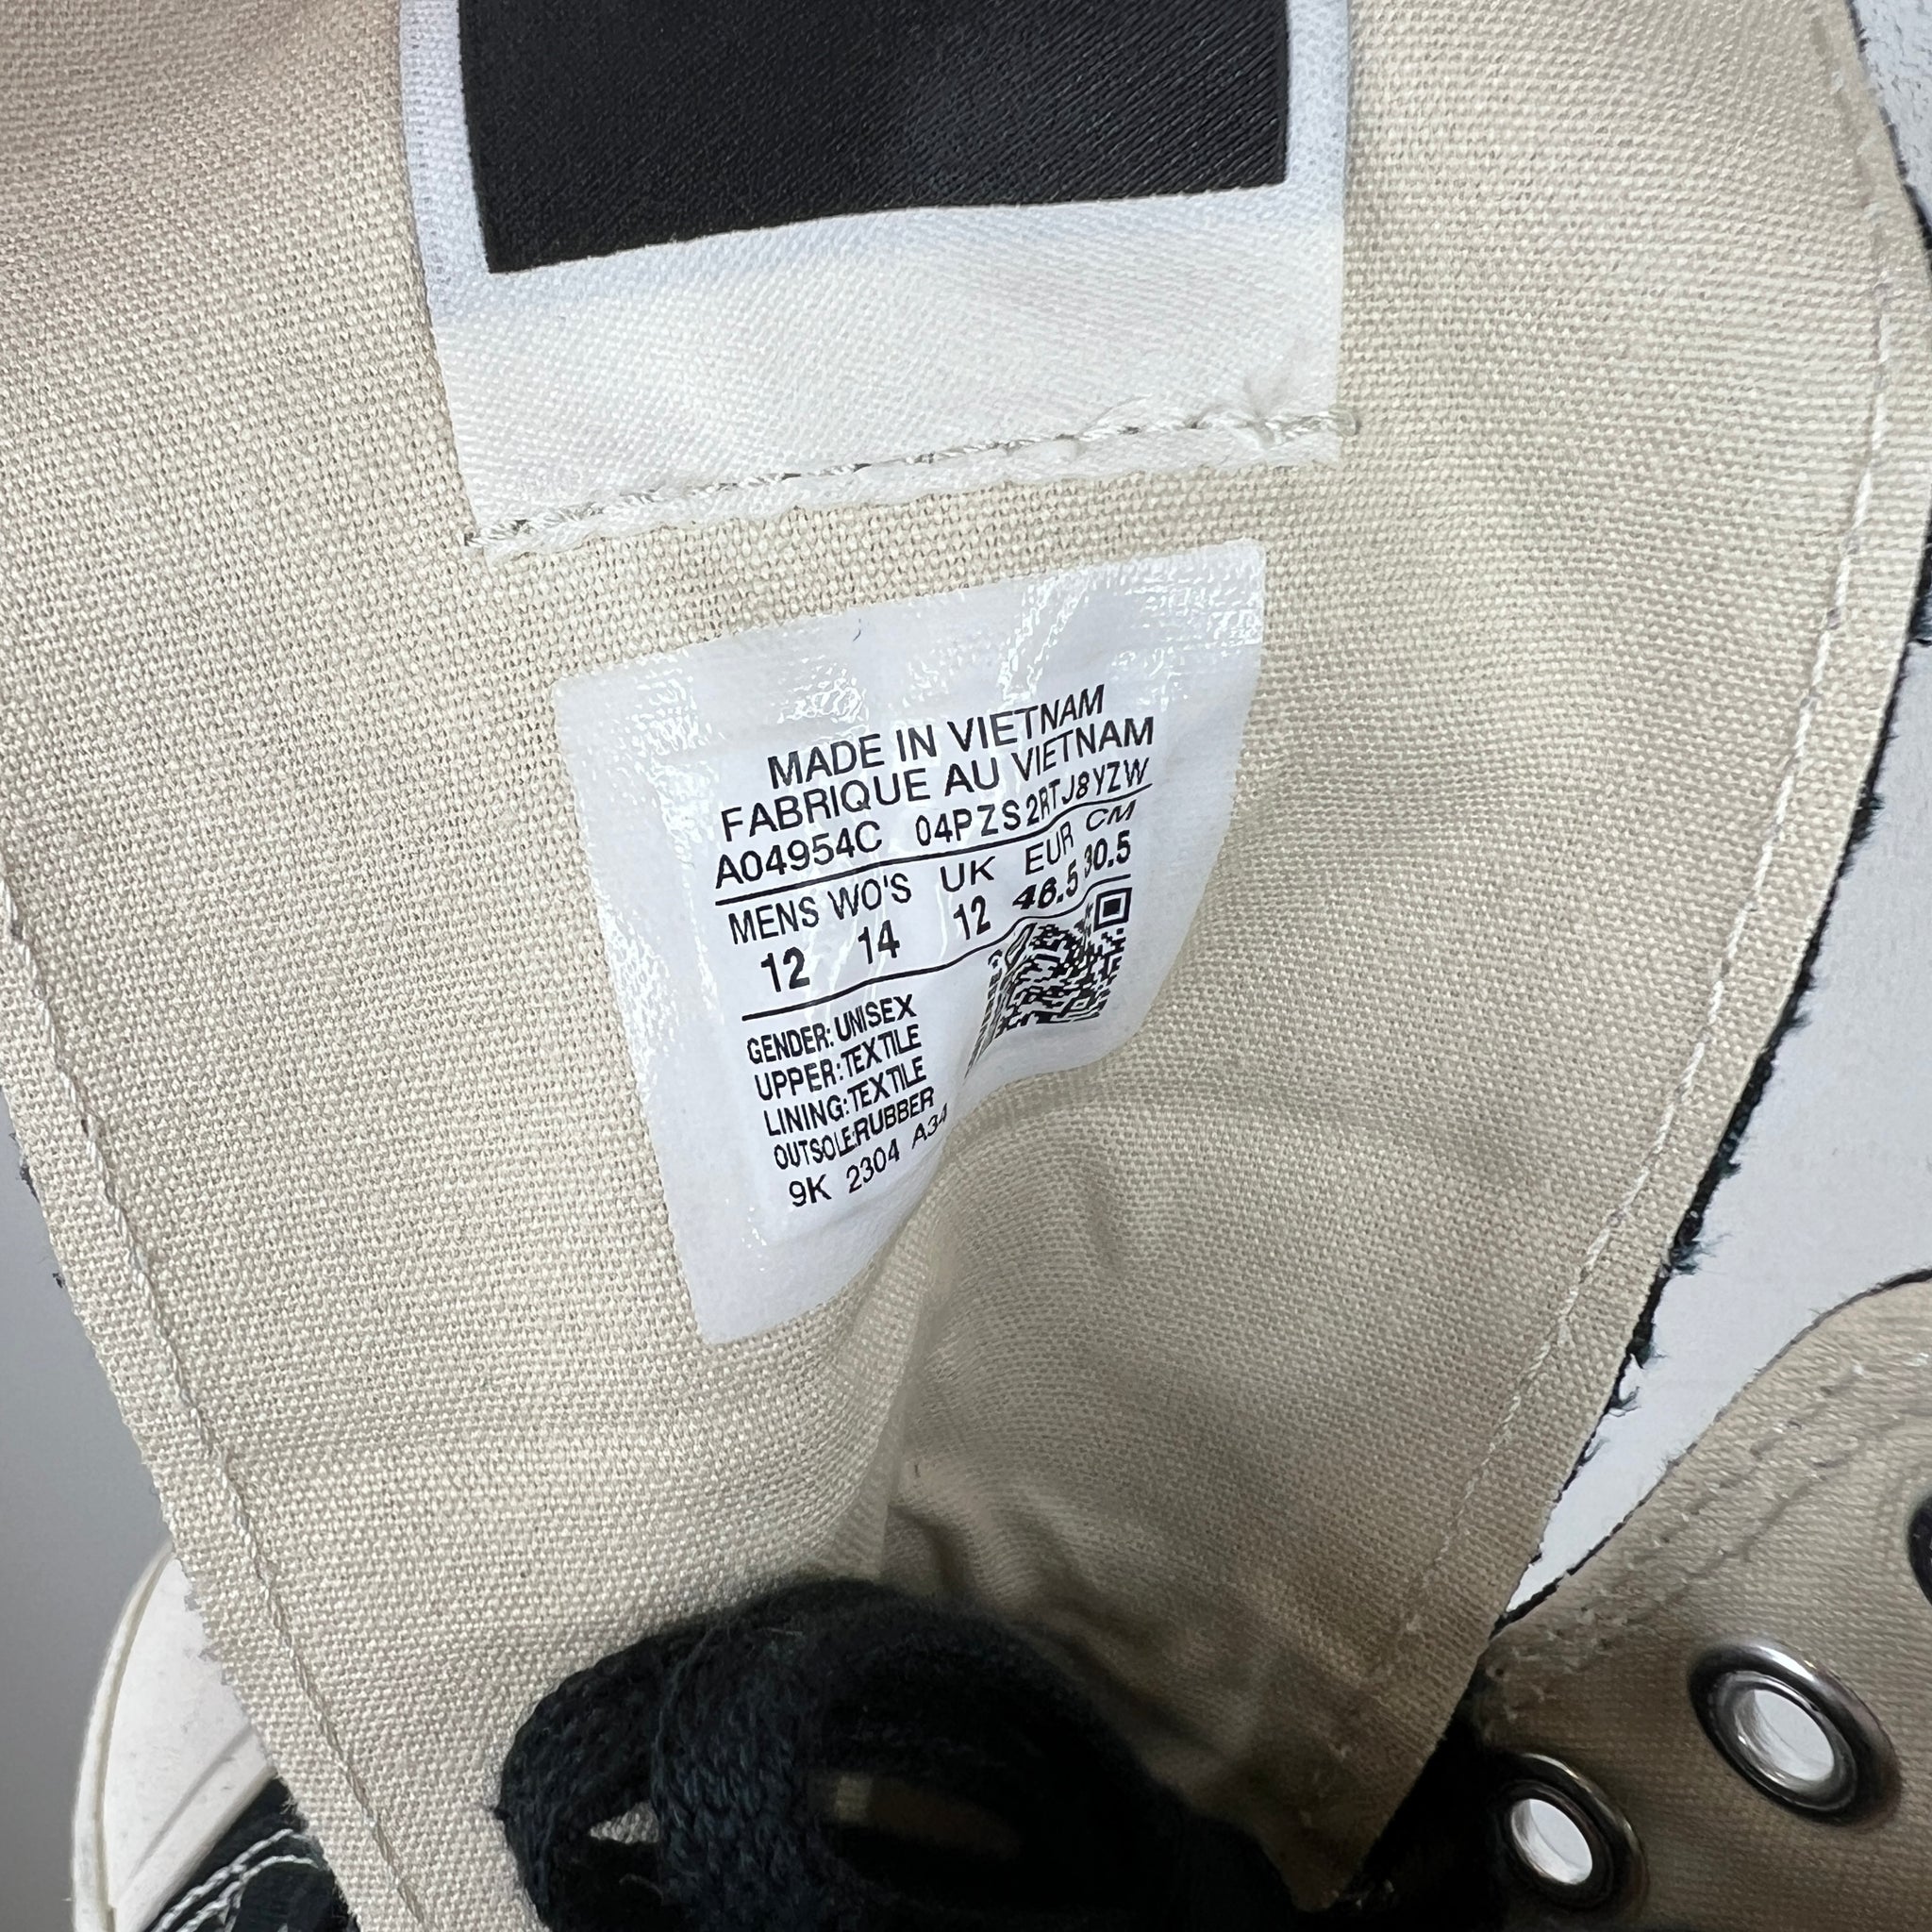 MADE IN VIETNAM
FABRIQUE AU VIETNAM
A04954C 04PZS2RTJ8YZW
MENS WO'S UK EUR CM
12 14 12 46.5 30.5
GENDER: UNISEX
UPPER:TEXTILE
LINING:TEXTILE
OUTSOLE:RUBBER
9K 2304 A34